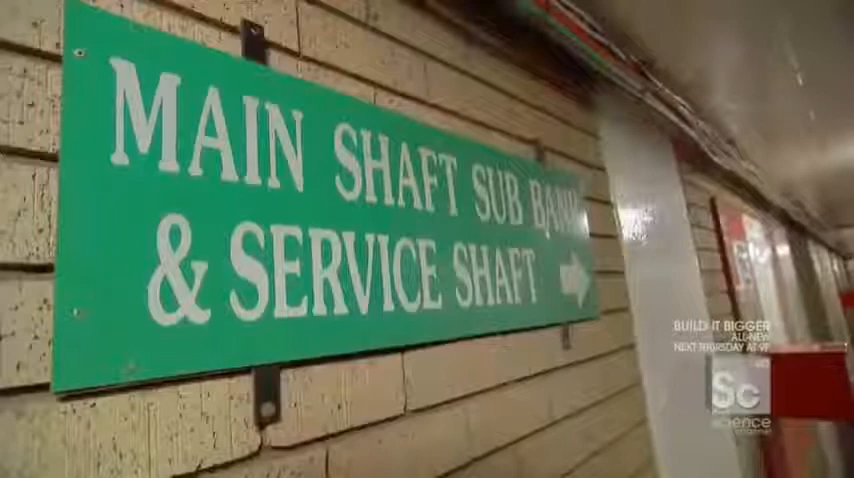 MAIN SHAFT SUB BANK
& SERVICE SHAFT
BUILD IT BIGGER
ALL-NEW
NEXT THURSDAY AT 9P
Sc
science